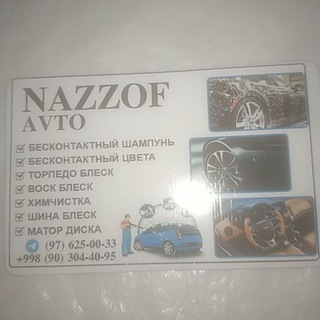 NAZZOF
AVTO
БЕСКОНТАКТНЫЙ ШАМПУНЬ
БЕСКОНТАКТНЫЙ ЦВЕТА
ТОРПЕДО БЛЕСК
ВОСК БЛЕСК
ХИМЧИСТКА
ШИНА БЛЕСК
МАТОР ДИСКА
(97) 625-00-33
+998 (90) 304-40-95